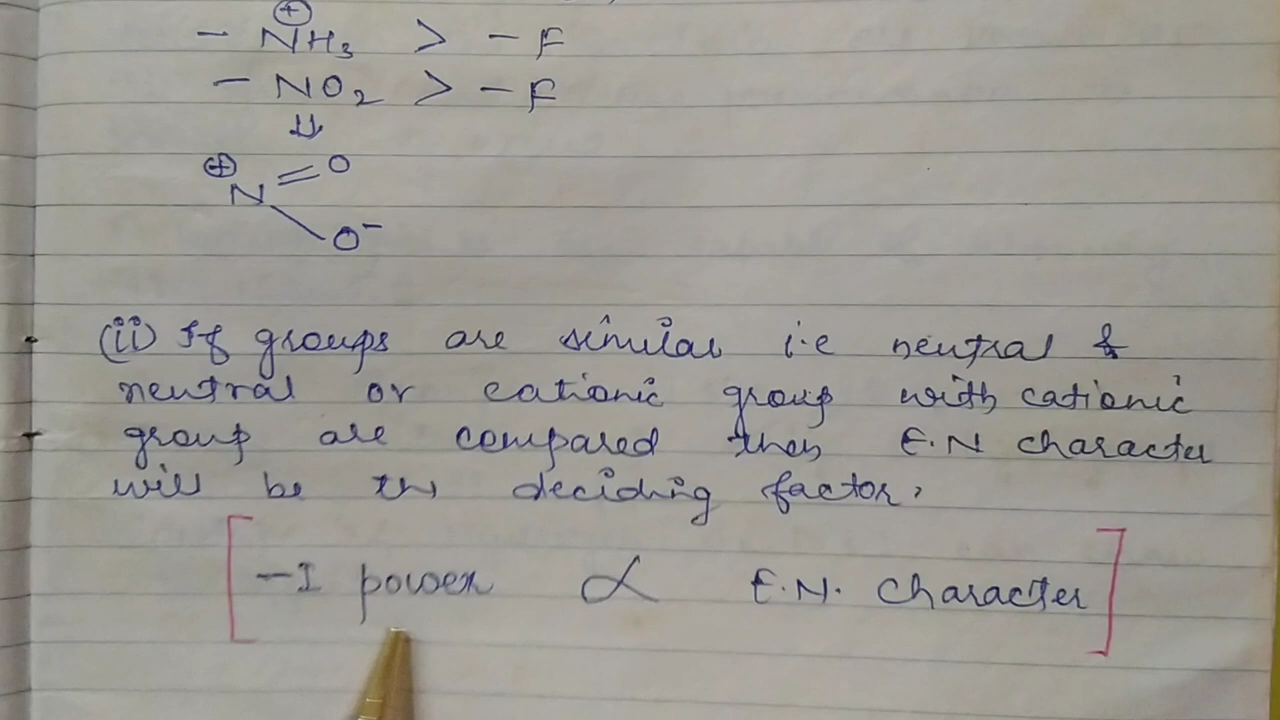 ⊕
- NH₃ > - F
- NO₂ > - F
⇓
⊕ N = O
O⁻
(ii) If groups are similar i.e neutral &
neutral or cationic group with cationic
group are compared then E.N character
will be the deciding factor,
[-I power ∝ E.N. character]